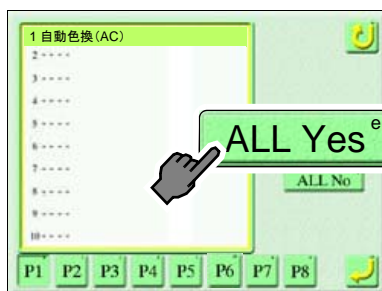 1 自動色換(AC)
2 - - - -
3 - - - -
4 - - - -
5 - - - -
6 - - - -
7 - - - -
8 - - - -
9 - - - -
10- - - -
ALL Yes e
ALL No
P1 P2 P3 P4 P5 P6 P7 P8